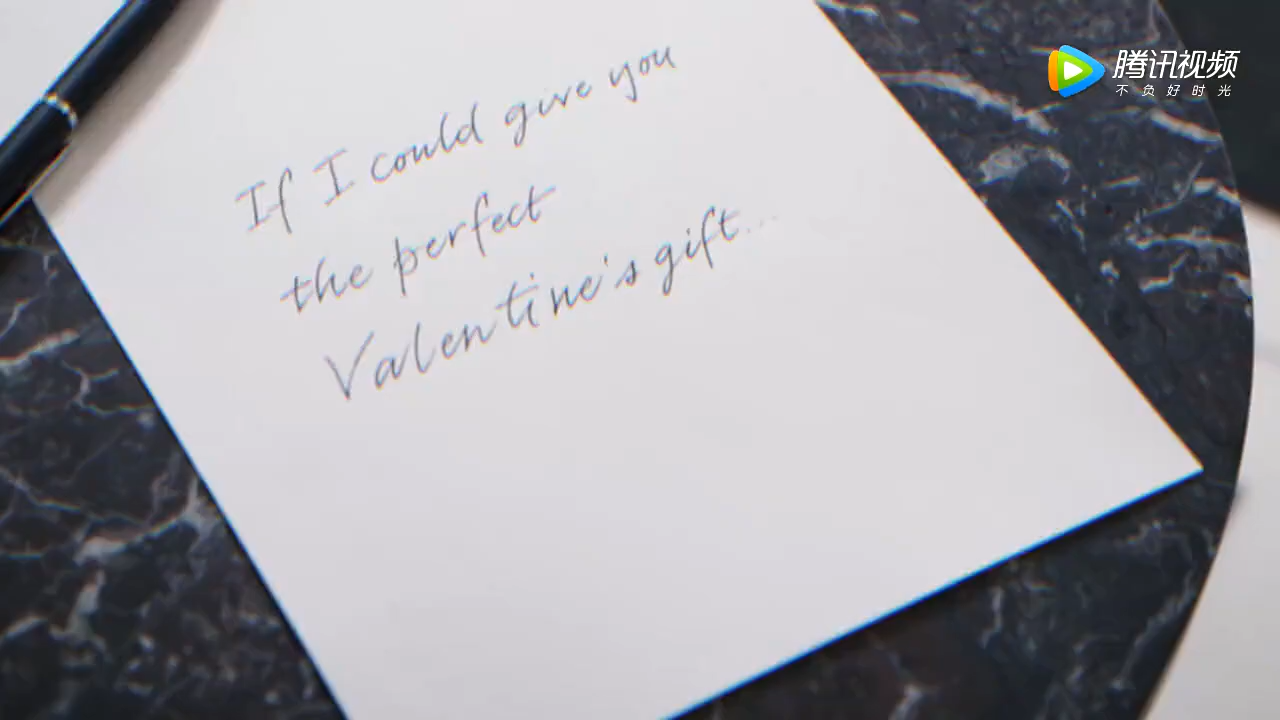 腾讯视频
不负好时光
If I could give you
the perfect
Valentine's gift...